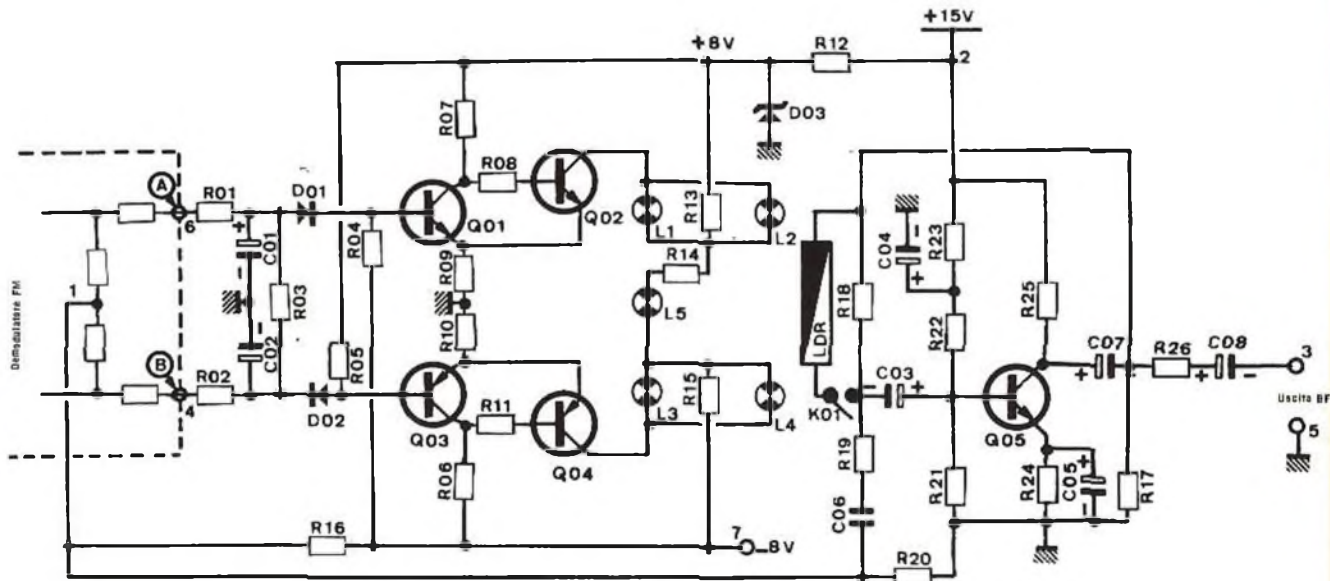 +15V
+8V
R12
2
D03
R07
R08
Q02
Q01
A
R01
6
D01
C01
+
-
R04
R03
R09
R10
C02
-
1
Demodulatore FM
B
4
R02
D02
R05
Q03
R11
Q04
R06
R16
7
-8V
L1
R13
L2
R14
L5
L3
R15
L4
LDR
R18
K01
C03
-
+
R19
C06
R20
C04
-
+
R23
R22
R25
Q05
R21
R24
C05
+
-
R17
C07
+
R26
C08
+
-
3
Uscita BF
5